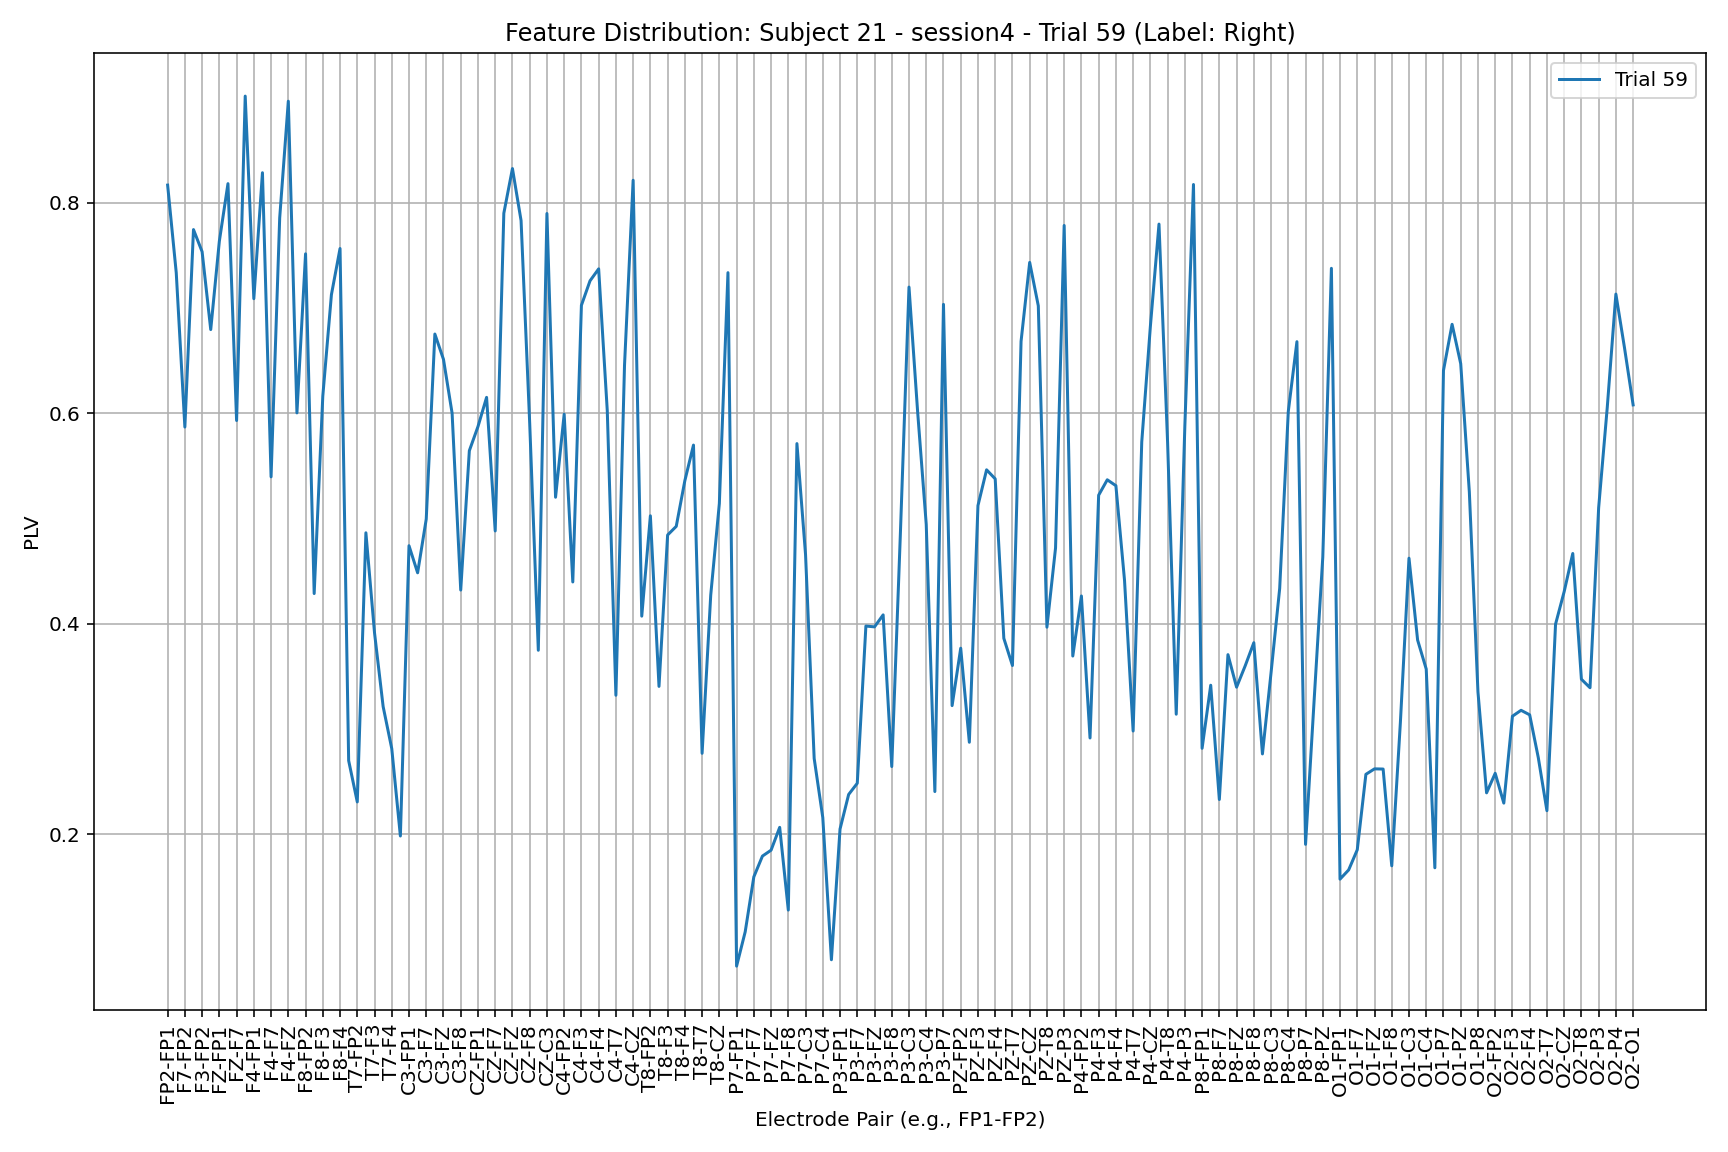 Feature Distribution: Subject 21 - session4 - Trial 59 (Label: Right)
Trial 59
PLV
0.8
0.6
0.4
0.2
FP2-FP1
F7-FP2
F3-FP2
FZ-FP1
FZ-F7
F4-FP1
F4-F7
F4-FZ
F8-FP2
F8-F3
F8-F4
T7-FP2
T7-F3
T7-F4
C3-FP1
C3-F7
C3-FZ
C3-F8
CZ-FP1
CZ-F7
CZ-FZ
CZ-F8
CZ-C3
C4-FP2
C4-F3
C4-F4
C4-T7
C4-CZ
T8-FP2
T8-F3
T8-F4
T8-T7
T8-CZ
P7-FP1
P7-F7
P7-FZ
P7-F8
P7-C3
P7-C4
P3-FP1
P3-F7
P3-FZ
P3-F8
P3-C3
P3-C4
P3-P7
PZ-FP2
PZ-F3
PZ-F4
PZ-T7
PZ-CZ
PZ-T8
PZ-P3
P4-FP2
P4-F3
P4-F4
P4-T7
P4-CZ
P4-T8
P4-P3
P8-FP1
P8-F7
P8-FZ
P8-F8
P8-C3
P8-C4
P8-P7
P8-PZ
O1-FP1
O1-F7
O1-FZ
O1-F8
O1-C3
O1-C4
O1-P7
O1-PZ
O1-P8
O2-FP2
O2-F3
O2-F4
O2-T7
O2-CZ
O2-T8
O2-P3
O2-P4
O2-O1
Electrode Pair (e.g., FP1-FP2)